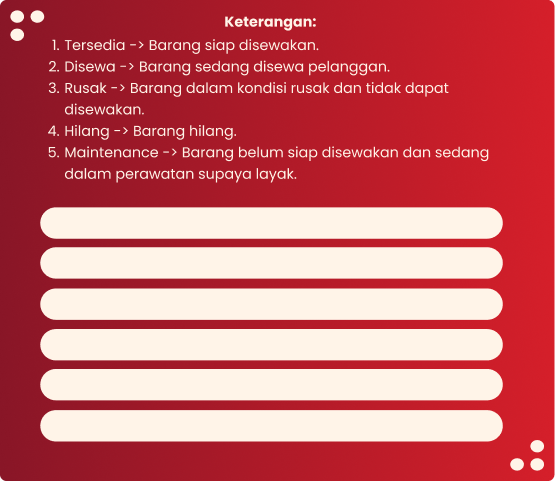 Keterangan:
1. Tersedia -> Barang siap disewakan.
2. Disewa -> Barang sedang disewa pelanggan.
3. Rusak -> Barang dalam kondisi rusak dan tidak dapat
disewakan.
4. Hilang -> Barang hilang.
5. Maintenance -> Barang belum siap disewakan dan sedang
dalam perawatan supaya layak.